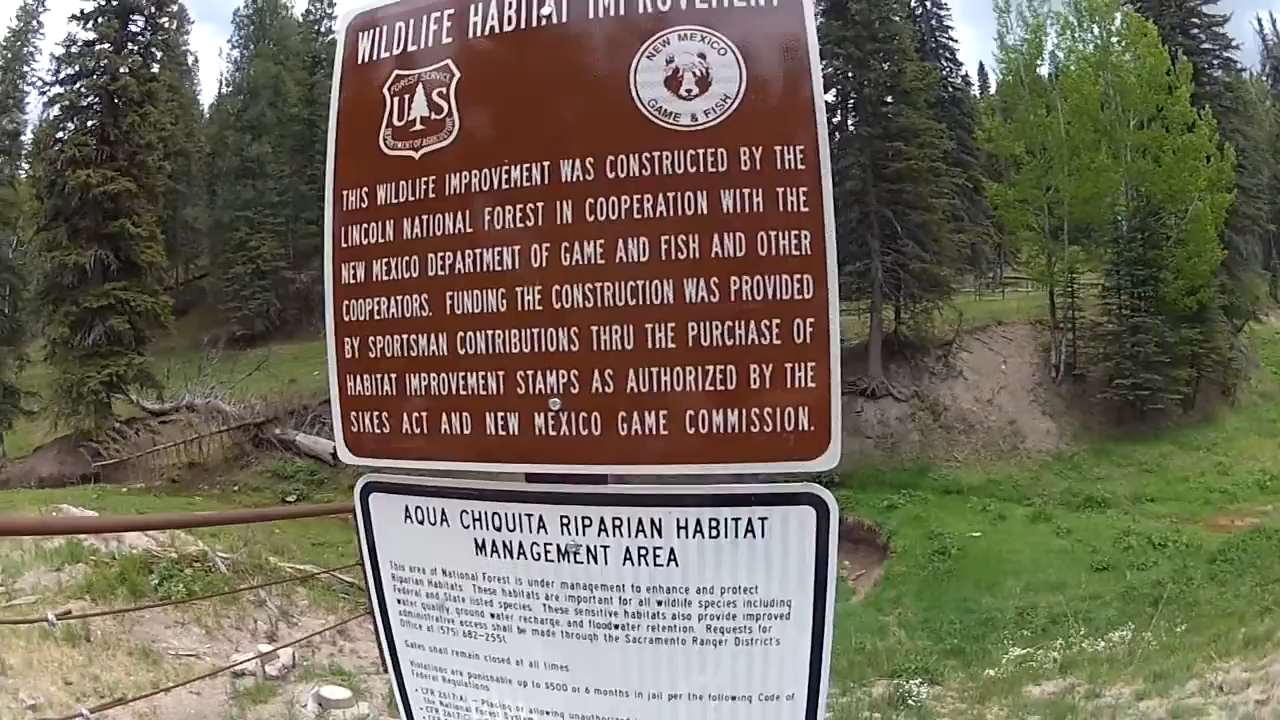 WILDLIFE HABITAT IMPROVEMENT
FOREST SERVICE
US
DEPARTMENT OF AGRICULTURE
NEW MEXICO
GAME & FISH
THIS WILDLIFE IMPROVEMENT WAS CONSTRUCTED BY THE
LINCOLN NATIONAL FOREST IN COOPERATION WITH THE
NEW MEXICO DEPARTMENT OF GAME AND FISH AND OTHER
COOPERATORS. FUNDING THE CONSTRUCTION WAS PROVIDED
BY SPORTSMAN CONTRIBUTIONS THRU THE PURCHASE OF
HABITAT IMPROVEMENT STAMPS AS AUTHORIZED BY THE
SIKES ACT AND NEW MEXICO GAME COMMISSION.
AQUA CHIQUITA RIPARIAN HABITAT
MANAGEMENT AREA
This area of National Forest is under management to enhance and protect
Riparian Habitats. These habitats are important for all wildlife species including
Federal and State listed species. These sensitive habitats also provide improved
water quality, ground water recharge, and floodwater retention. Requests for
administrative access shall be made through the Sacramento Ranger District's
Office at (575) 682-2551.
Gates shall remain closed at all times
Violations are punishable up to $500 or 6 months in jail per the following Code of
Federal Regulations
• CFR 261.7(A) - Placing or allowing unauthorized
The National Forest System
• CFR 261.7(C)